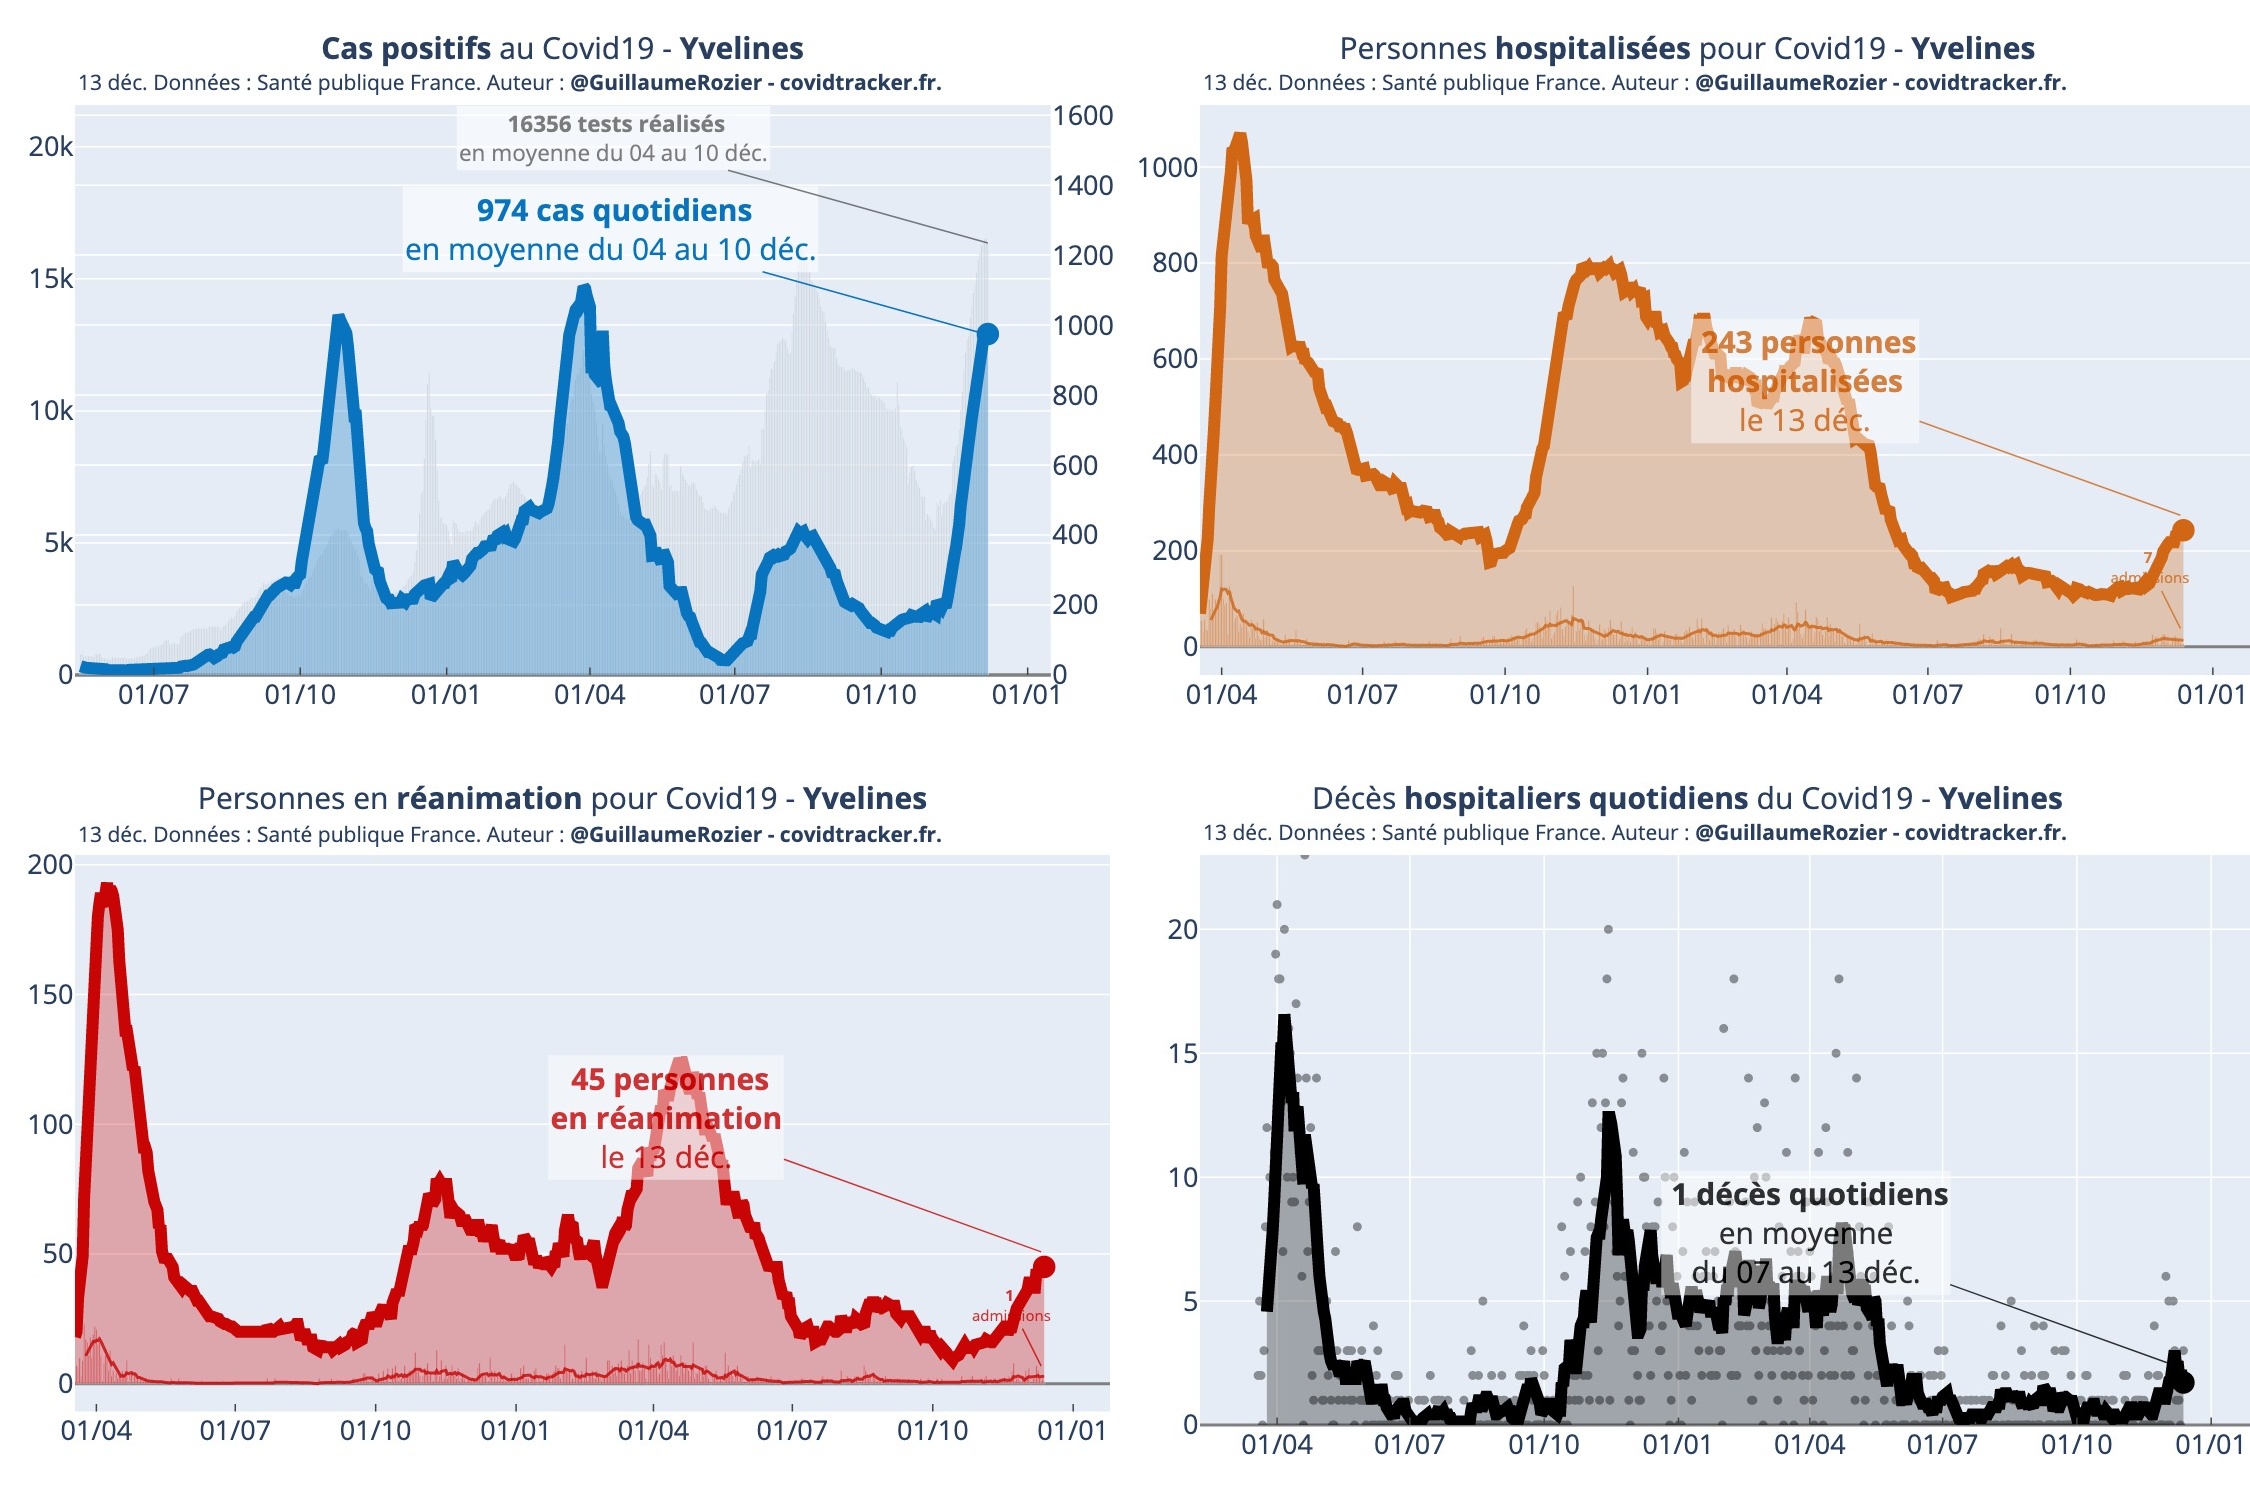 Cas positifs au Covid19 - Yvelines
13 déc. Données : Santé publique France. Auteur : @GuillaumeRozier - covidtracker.fr.
16356 tests réalisés
en moyenne du 04 au 10 déc.
974 cas quotidiens
en moyenne du 04 au 10 déc.
20k
15k
10k
5k
0
1600
1400
1200
1000
800
600
400
200
0
01/07 01/10 01/01 01/04 01/07 01/10 01/01
Personnes hospitalisées pour Covid19 - Yvelines
13 déc. Données : Santé publique France. Auteur : @GuillaumeRozier - covidtracker.fr.
1000
800
600
400
200
0
243 personnes
hospitalisées
le 13 déc.
7
admissions
01/04 01/07 01/10 01/01 01/04 01/07 01/10 01/01
Personnes en réanimation pour Covid19 - Yvelines
13 déc. Données : Santé publique France. Auteur : @GuillaumeRozier - covidtracker.fr.
200
150
100
50
0
45 personnes
en réanimation
le 13 déc.
1
admissions
01/04 01/07 01/10 01/01 01/04 01/07 01/10 01/01
Décès hospitaliers quotidiens du Covid19 - Yvelines
13 déc. Données : Santé publique France. Auteur : @GuillaumeRozier - covidtracker.fr.
20
15
10
5
0
1 décès quotidiens
en moyenne
du 07 au 13 déc.
01/04 01/07 01/10 01/01 01/04 01/07 01/10 01/01